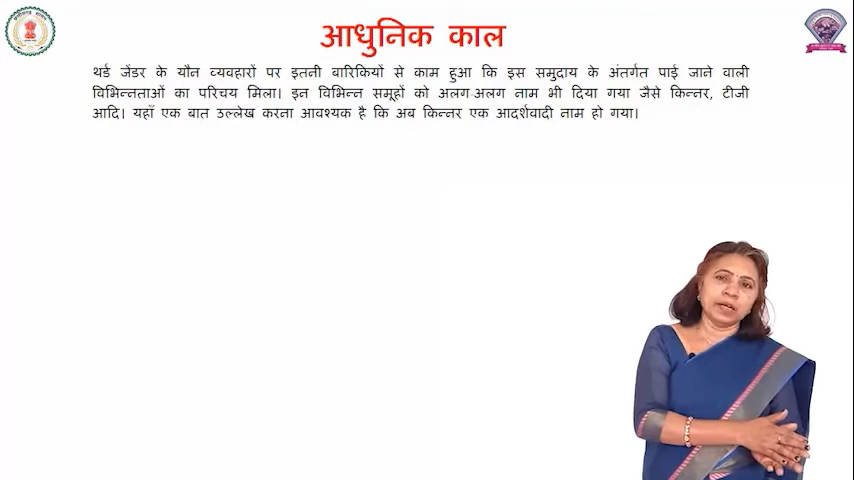 आधुनिक काल
थर्ड जेंडर के यौन व्यवहारों पर इतनी बारिकियों से काम हुआ कि इस समुदाय के अंतर्गत पाई जाने वाली
विभिन्नताओं का परिचय मिला। इन विभिन्न समूहों को अलग-अलग नाम भी दिया गया जैसे किन्नर, टीजी
आदि। यहाँ एक बात उल्लेख करना आवश्यक है कि अब किन्नर एक आदर्शवादी नाम हो गया।